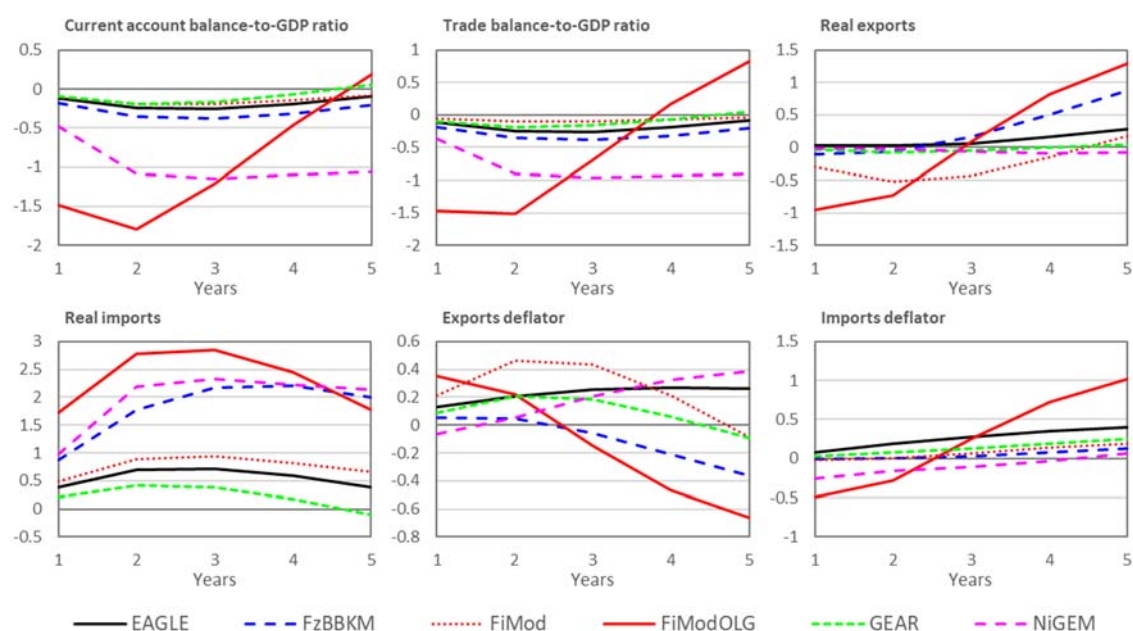 Current account balance-to-GDP ratio
0.5
0
-0.5
-1
-1.5
-2
1 2 3 4 5
Years
Trade balance-to-GDP ratio
1
0.5
0
-0.5
-1
-1.5
-2
1 2 3 4 5
Years
Real exports
1.5
1
0.5
0
-0.5
-1
-1.5
1 2 3 4 5
Years
Real imports
3
2.5
2
1.5
1
0.5
0
-0.5
1 2 3 4 5
Years
Exports deflator
0.6
0.4
0.2
0
-0.2
-0.4
-0.6
-0.8
1 2 3 4 5
Years
Imports deflator
1.5
1
0.5
0
-0.5
-1
1 2 3 4 5
Years
EAGLE FzBBKM FiMod FiModOLG GEAR NiGEM